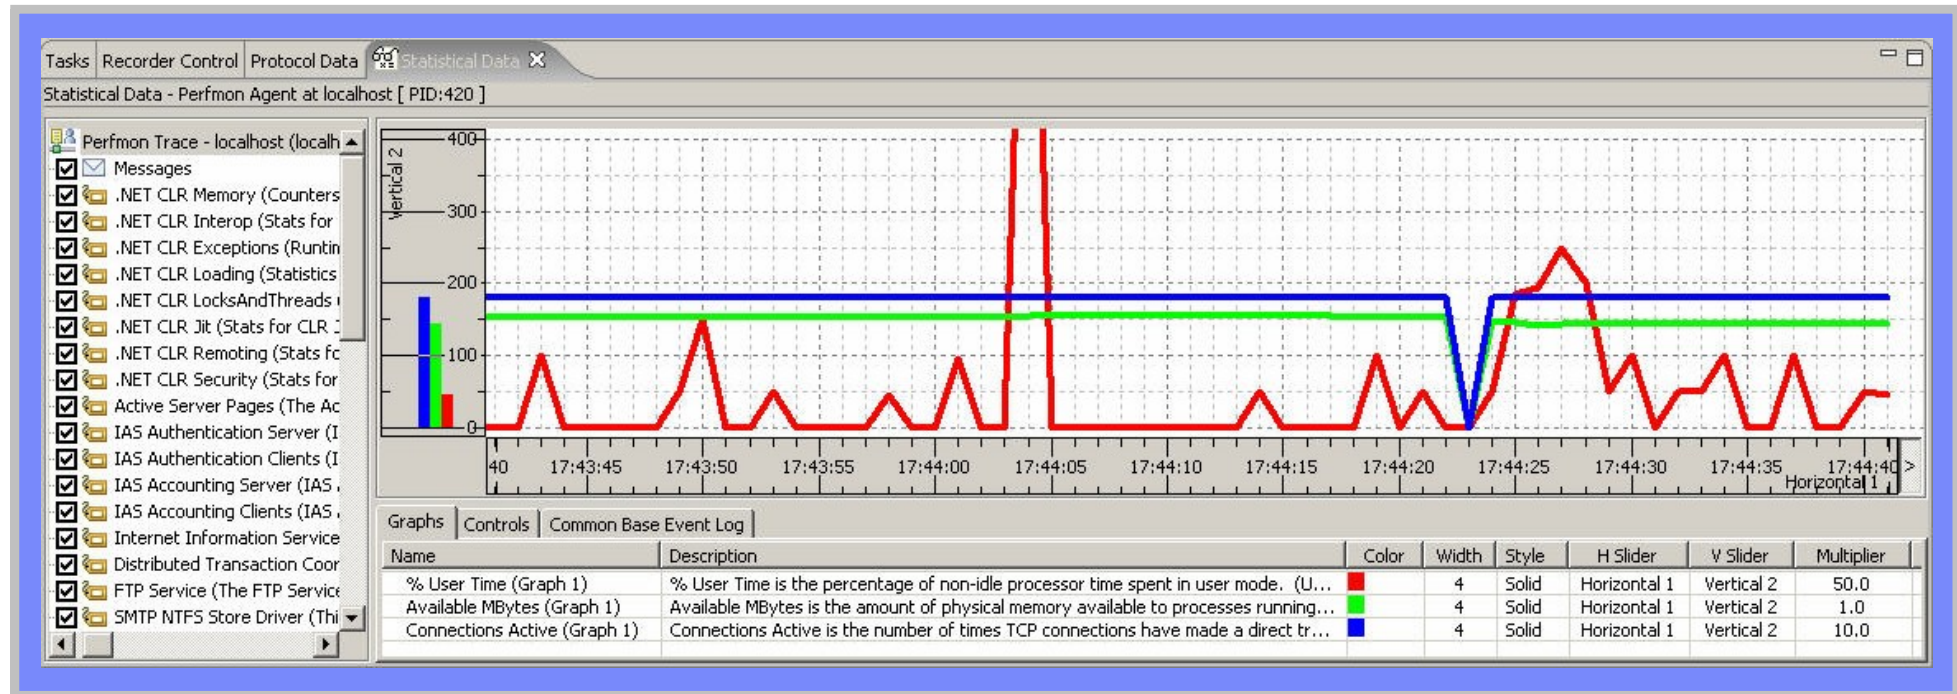 Tasks Recorder Control Protocol Data Statistical Data
Statistical Data - Perfmon Agent at localhost [ PID:420 ]
Perfmon Trace - localhost (localh
Messages
.NET CLR Memory (Counters
.NET CLR Interop (Stats for
.NET CLR Exceptions (Runtin
.NET CLR Loading (Statistics
.NET CLR LocksAndThreads
.NET CLR Jit (Stats for CLR
.NET CLR Remoting (Stats fo
.NET CLR Security (Stats for
Active Server Pages (The Ac
IAS Authentication Server (I
IAS Authentication Clients (I
IAS Accounting Server (IAS
IAS Accounting Clients (IAS
Internet Information Service
Distributed Transaction Coor
FTP Service (The FTP Service
SMTP NTFS Store Driver (Thi
Vertical 2
400
300
200
100
0
40 17:43:45 17:43:50 17:43:55 17:44:00 17:44:05 17:44:10 17:44:15 17:44:20 17:44:25 17:44:30 17:44:35 17:44:40 >
Horizontal 1
Graphs Controls Common Base Event Log
Name Description Color Width Style H Slider V Slider Multiplier
% User Time (Graph 1) % User Time is the percentage of non-idle processor time spent in user mode. (U... 4 Solid Horizontal 1 Vertical 2 50.0
Available MBytes (Graph 1) Available MBytes is the amount of physical memory available to processes running... 4 Solid Horizontal 1 Vertical 2 1.0
Connections Active (Graph 1) Connections Active is the number of times TCP connections have made a direct tr... 4 Solid Horizontal 1 Vertical 2 10.0